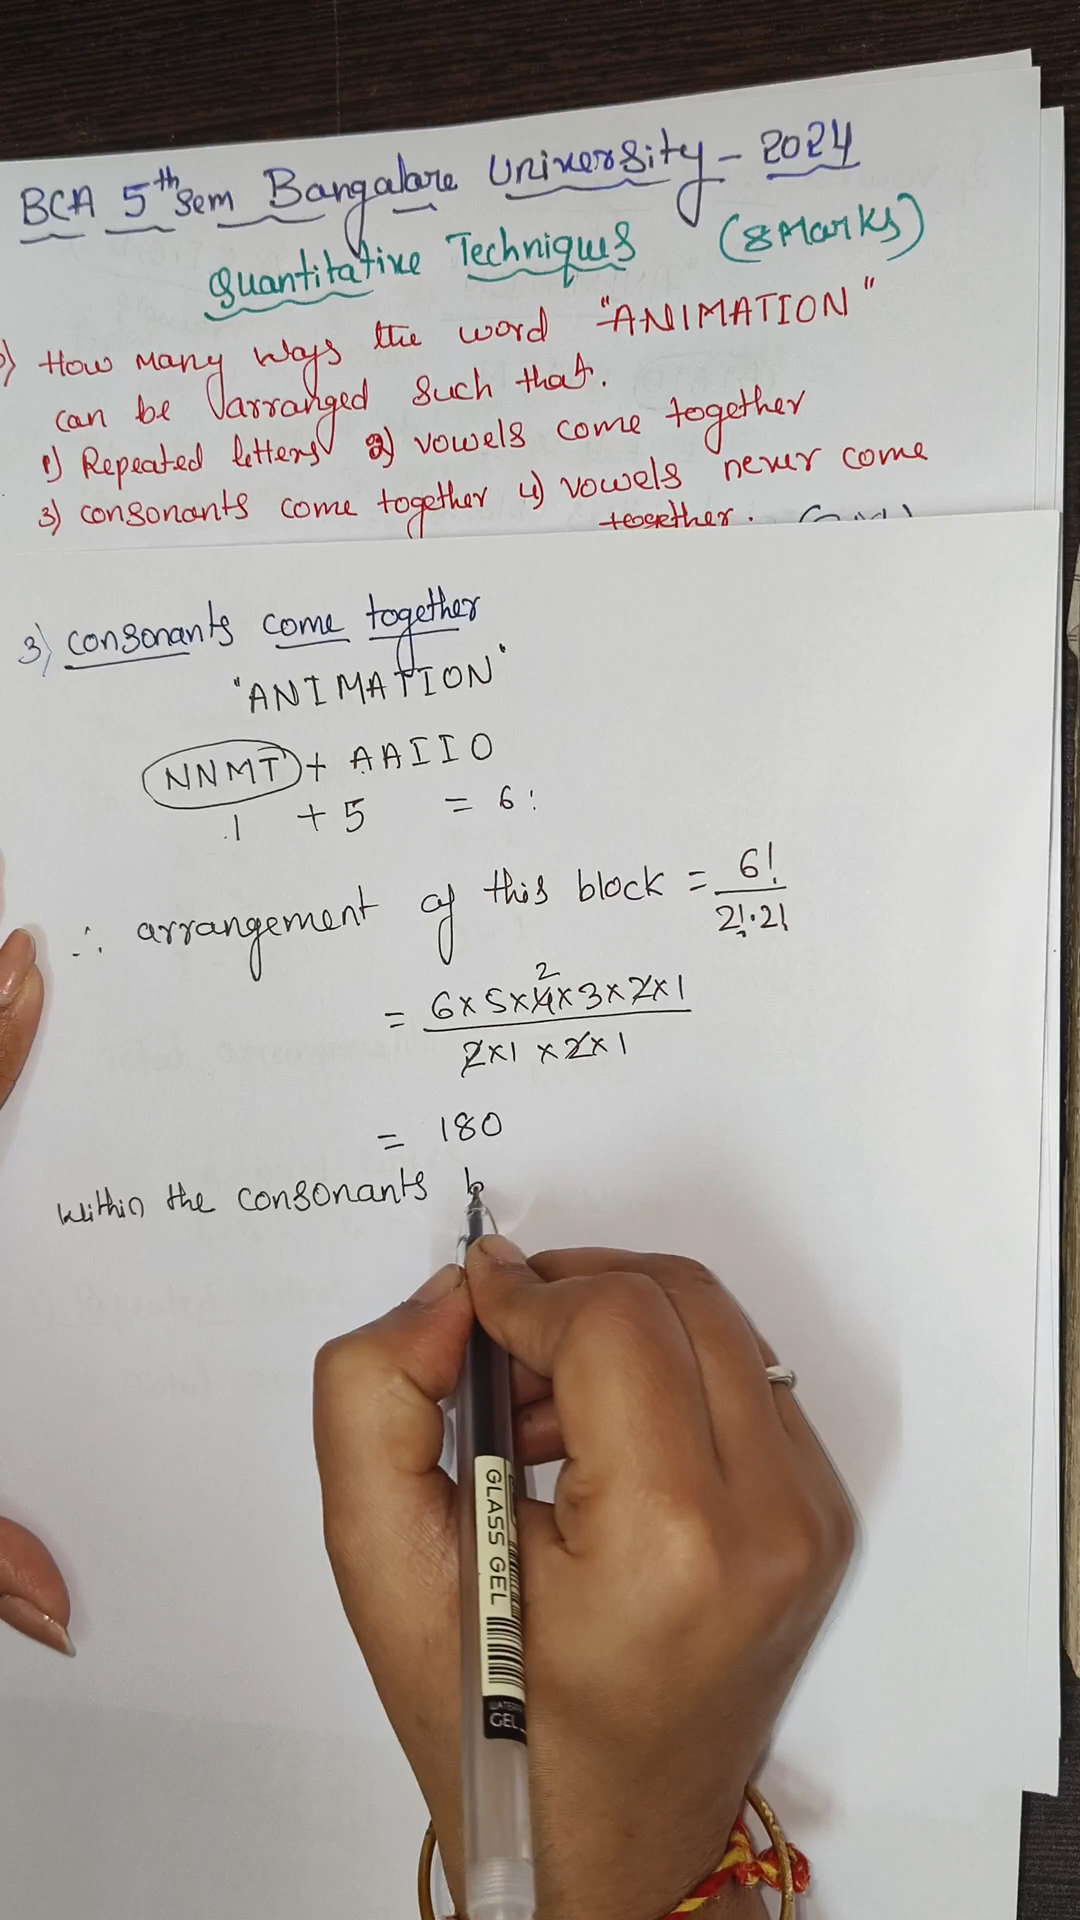 BCA 5th Sem Bangalore University - 2024
Quantitative Techniques (8 Marks)
How many ways the word "ANIMATION"
can be arranged such that.
1) Repeated letters 2) vowels come together
3) consonants come together 4) vowels never come
together.
3) consonants come together
"ANIMATION"
NNMT + AAIIO
1 + 5 = 6!
∴ arrangement of this block = 6! / 2!·2!
= 6×5×4×3×2×1 / 2×1×2×1
2
= 180
within the consonants b
GLASS GEL
GEL